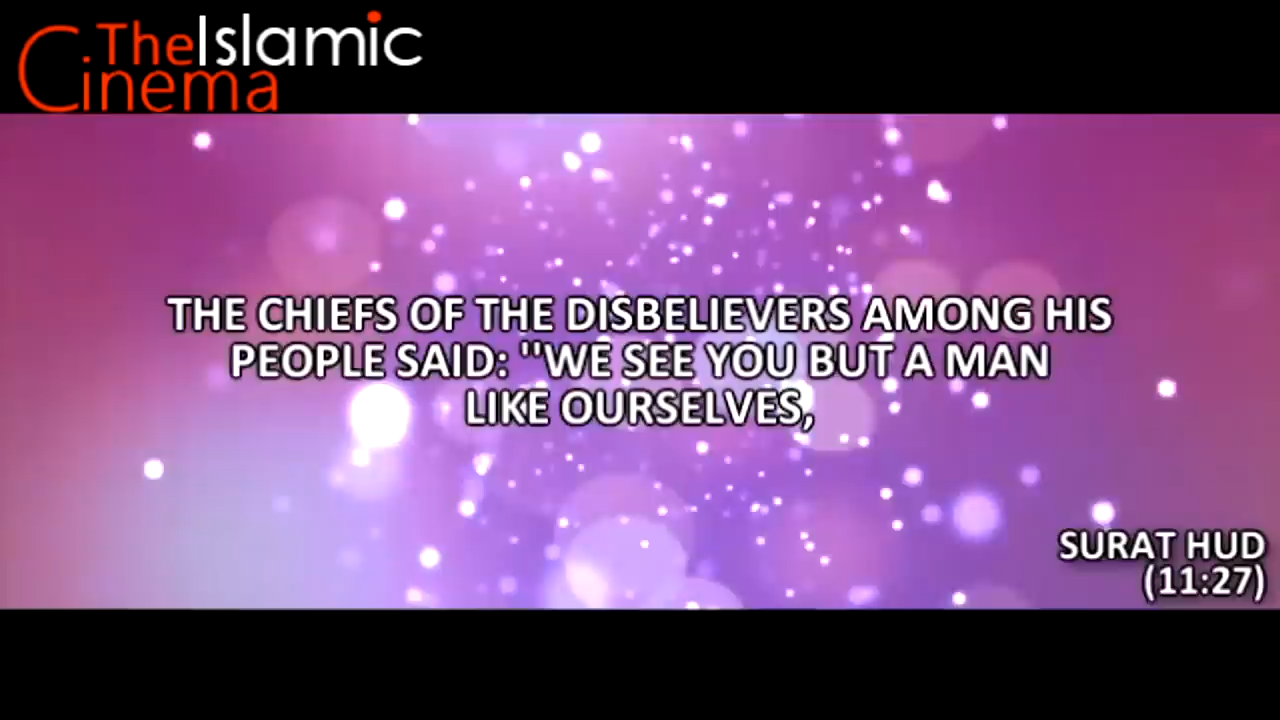 TheIslamic
Cinema
THE CHIEFS OF THE DISBELIEVERS AMONG HIS
PEOPLE SAID: "WE SEE YOU BUT A MAN
LIKE OURSELVES,
SURAT HUD
(11:27)